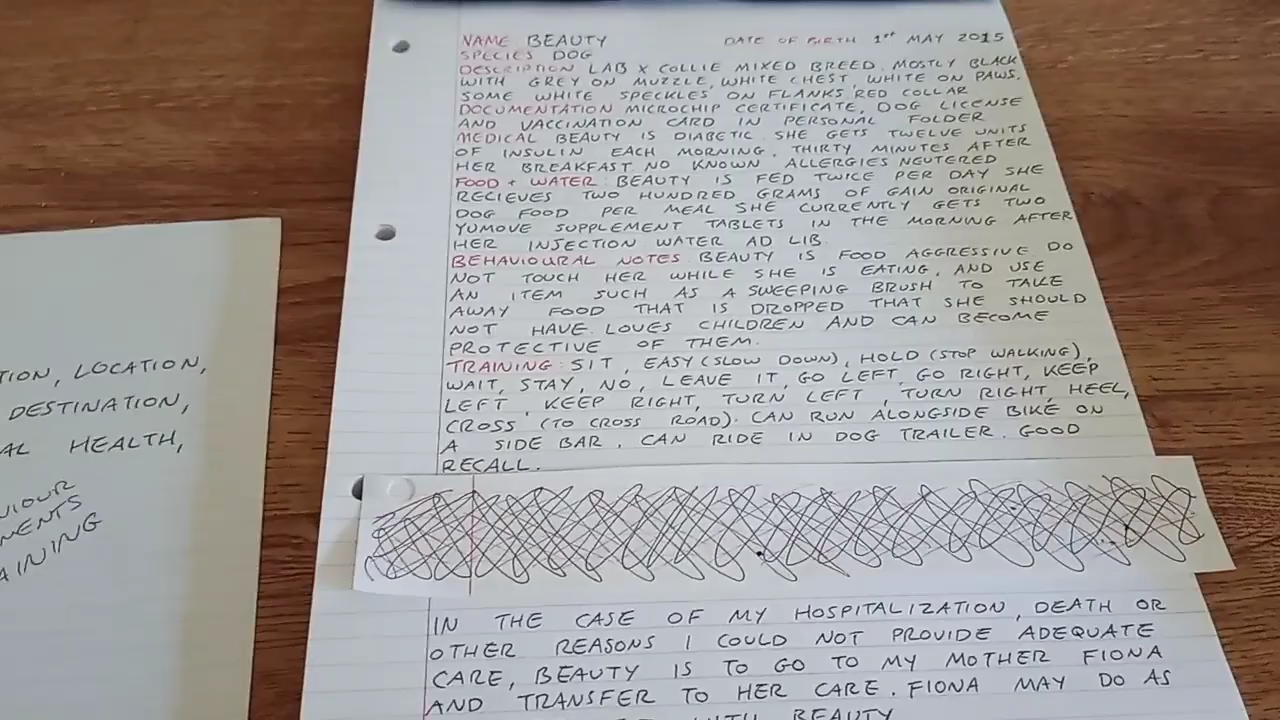 NAME BEAUTY DATE OF BIRTH 1ST MAY 2015
SPECIES DOG
DESCRIPTION LAB X COLLIE MIXED BREED. MOSTLY BLACK
WITH GREY ON MUZZLE, WHITE CHEST, WHITE ON PAWS.
SOME WHITE SPECKLES ON FLANKS RED COLLAR
DOCUMENTATION MICROCHIP CERTIFICATE, DOG LICENSE
AND VACCINATION CARD IN PERSONAL FOLDER
MEDICAL BEAUTY IS DIABETIC. SHE GETS TWELVE UNITS
OF INSULIN EACH MORNING, THIRTY MINUTES AFTER
HER BREAKFAST. NO KNOWN ALLERGIES NEUTERED
FOOD + WATER: BEAUTY IS FED TWICE PER DAY SHE
RECIEVES TWO HUNDRED GRAMS OF GAIN ORIGINAL
DOG FOOD PER MEAL SHE CURRENTLY GETS TWO
YUMOVE SUPPLEMENT TABLETS IN THE MORNING AFTER
HER INJECTION WATER AD LIB.
BEHAVIOURAL NOTES BEAUTY IS FOOD AGGRESSIVE DO
NOT TOUCH HER WHILE SHE IS EATING, AND USE
AN ITEM SUCH AS A SWEEPING BRUSH TO TAKE
AWAY FOOD THAT IS DROPPED THAT SHE SHOULD
NOT HAVE. LOVES CHILDREN AND CAN BECOME
PROTECTIVE OF THEM.
TRAINING: SIT, EASY (SLOW DOWN), HOLD (STOP WALKING),
WAIT, STAY, NO, LEAVE IT, GO LEFT, GO RIGHT, KEEP
LEFT, KEEP RIGHT, TURN LEFT, TURN RIGHT, HEEL,
CROSS (TO CROSS ROAD). CAN RUN ALONGSIDE BIKE ON
A SIDE BAR. CAN RIDE IN DOG TRAILER. GOOD
RECALL.
IN THE CASE OF MY HOSPITALIZATION, DEATH OR
OTHER REASONS I COULD NOT PROVIDE ADEQUATE
CARE, BEAUTY IS TO GO TO MY MOTHER FIONA
AND TRANSFER TO HER CARE. FIONA MAY DO AS
WITH BEAUTY
TION, LOCATION,
DESTINATION,
AL HEALTH,
VIOUR
MENTS
AINING